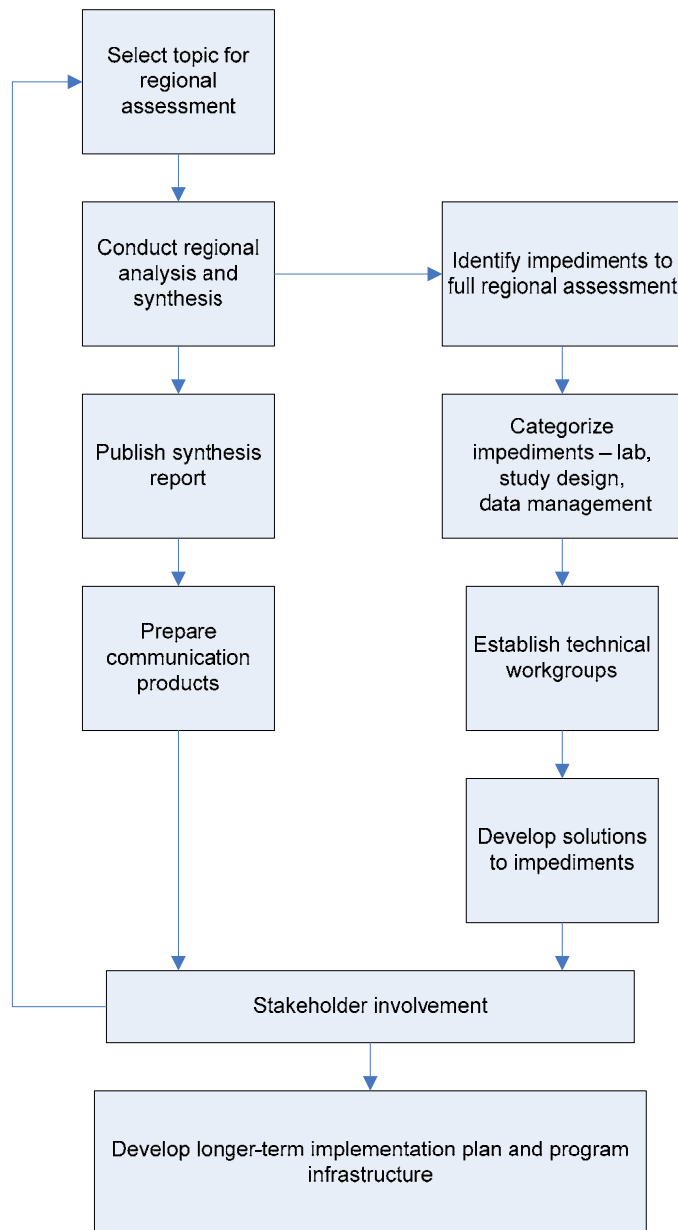 Select topic for
regional
assessment
Conduct regional
analysis and
synthesis
Identify impediments to
full regional assessment
Publish synthesis
report
Categorize
impediments – lab,
study design,
data management
Prepare
communication
products
Establish technical
workgroups
Develop solutions
to impediments
Stakeholder involvement
Develop longer-term implementation plan and program
infrastructure